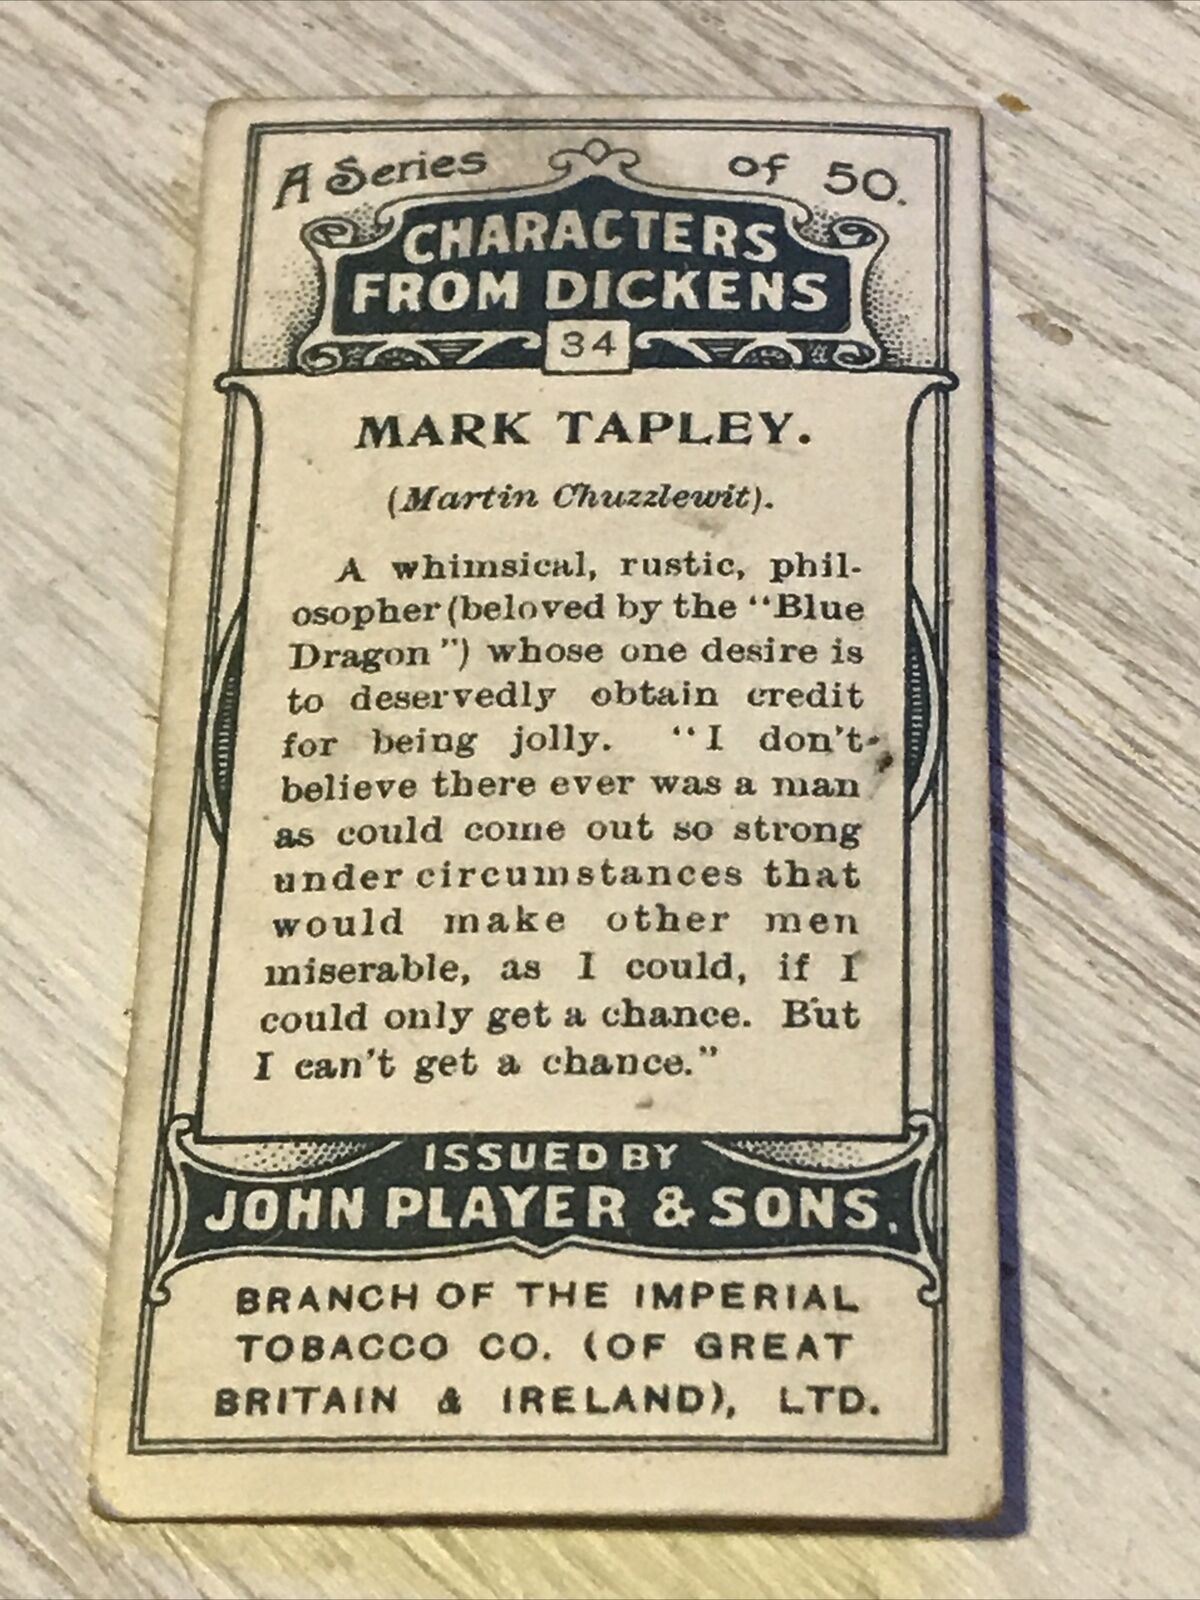 A Series of 50.
CHARACTERS
FROM DICKENS
34
MARK TAPLEY.
(Martin Chuzzlewit).
A whimsical, rustic, phil-
osopher (beloved by the "Blue
Dragon") whose one desire is
to deservedly obtain credit
for being jolly. "I don't
believe there ever was a man
as could come out so strong
under circumstances that
would make other men
miserable, as I could, if I
could only get a chance. But
I can't get a chance."
ISSUED BY
JOHN PLAYER & SONS.
BRANCH OF THE IMPERIAL
TOBACCO CO. (OF GREAT
BRITAIN & IRELAND), LTD.